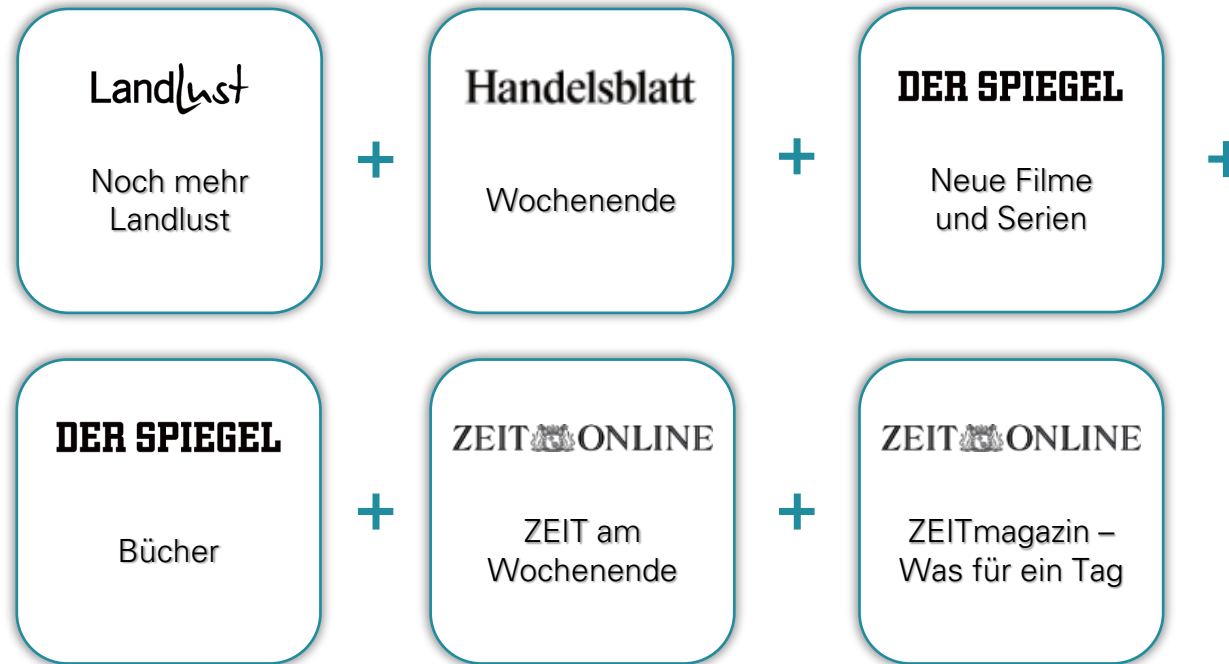 Landlust
Noch mehr
Landlust
+
Handelsblatt
Wochenende
+
DER SPIEGEL
Neue Filme
und Serien
+
DER SPIEGEL
Bücher
+
ZEIT ONLINE
ZEIT am
Wochenende
+
ZEIT ONLINE
ZEITmagazin –
Was für ein Tag